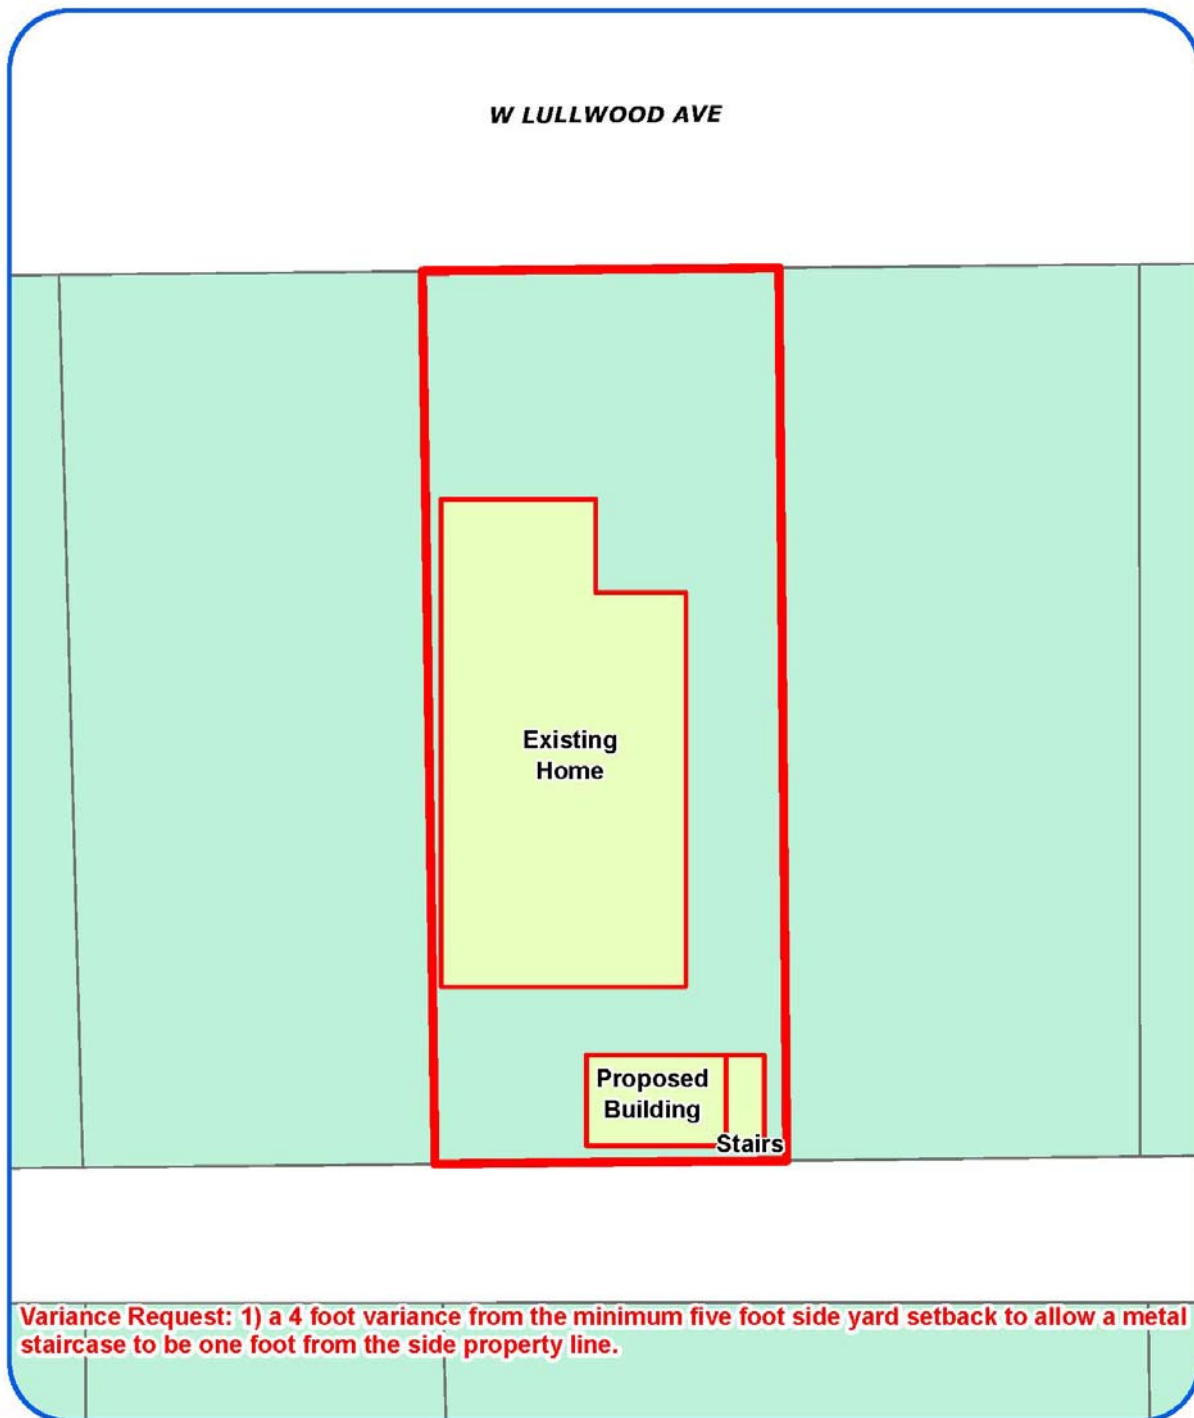 W LULLWOOD AVE
Existing
Home
Proposed
Building
Stairs
Variance Request: 1) a 4 foot variance from the minimum five foot side yard setback to allow a metal
staircase to be one foot from the side property line.